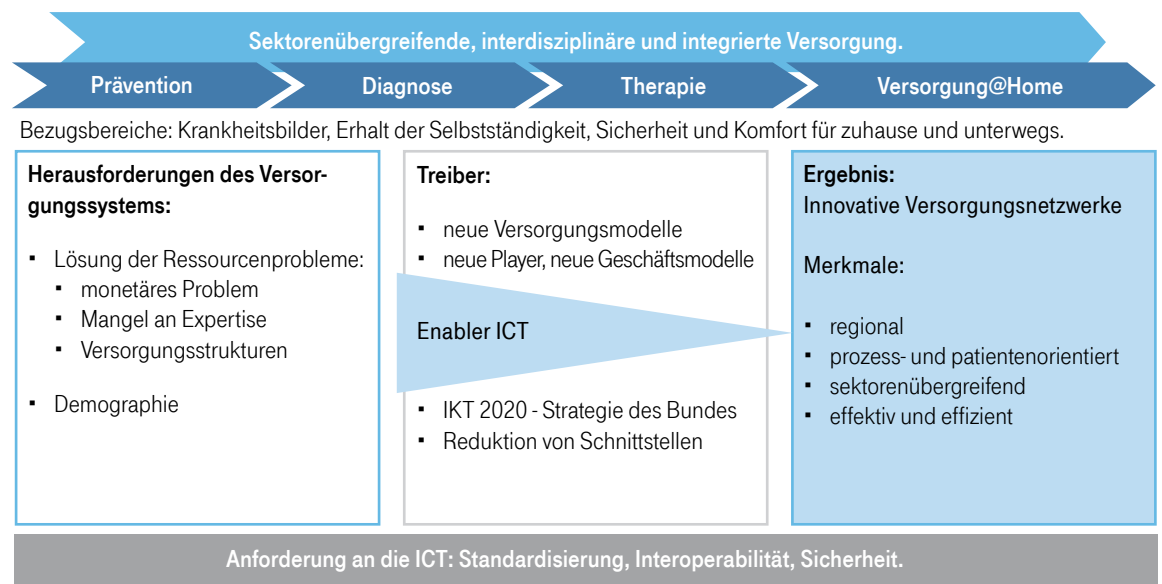 Sektorenübergreifende, interdisziplinäre und integrierte Versorgung.
Prävention
Diagnose
Therapie
Versorgung@Home
Bezugsbereiche: Krankheitsbilder, Erhalt der Selbstständigkeit, Sicherheit und Komfort für zuhause und unterwegs.
Herausforderungen des Versor-
gungssystems:
▪ Lösung der Ressourcenprobleme:
▪ monetäres Problem
▪ Mangel an Expertise
▪ Versorgungsstrukturen
▪ Demographie
Treiber:
▪ neue Versorgungsmodelle
▪ neue Player, neue Geschäftsmodelle
Enabler ICT
▪ IKT 2020 - Strategie des Bundes
▪ Reduktion von Schnittstellen
Ergebnis:
Innovative Versorgungsnetzwerke
Merkmale:
▪ regional
▪ prozess- und patientenorientiert
▪ sektorenübergreifend
▪ effektiv und effizient
Anforderung an die ICT: Standardisierung, Interoperabilität, Sicherheit.